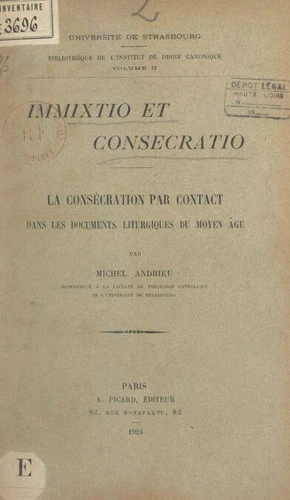 INVENTAIRE
3696
UNIVERSITÉ DE STRASBOURG
BIBLIOTHÈQUE DE L'INSTITUT DE DROIT CANONIQUE
VOLUME II
DÉPOT LÉGAL
HAUTE-LOIRE
IMMIXTIO ET
CONSECRATIO
LA CONSÉCRATION PAR CONTACT
DANS LES DOCUMENTS LITURGIQUES DU MOYEN ÂGE
PAR
MICHEL ANDRIEU
PROFESSEUR A LA FACULTÉ DE THÉOLOGIE CATHOLIQUE
DE L'UNIVERSITÉ DE STRASBOURG
PARIS
A. PICARD, ÉDITEUR
82, RUE BONAPARTE, 82
1924
E